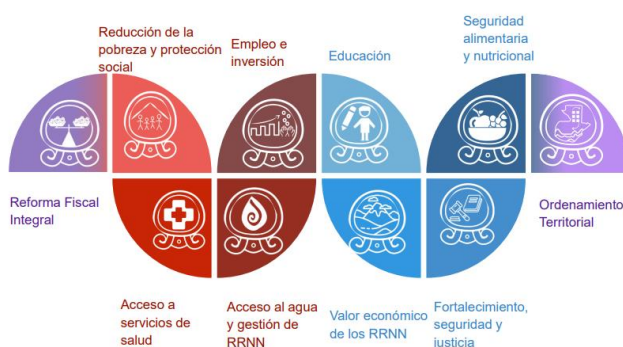 Reducción de la
pobreza y protección
social
Empleo e
inversión
Educación
Seguridad
alimentaria
y nutricional
Reforma Fiscal
Integral
Ordenamiento
Territorial
Acceso a
servicios de
salud
Acceso al agua
y gestión de
RRNN
Valor económico
de los RRNN
Fortalecimiento,
seguridad y
justicia